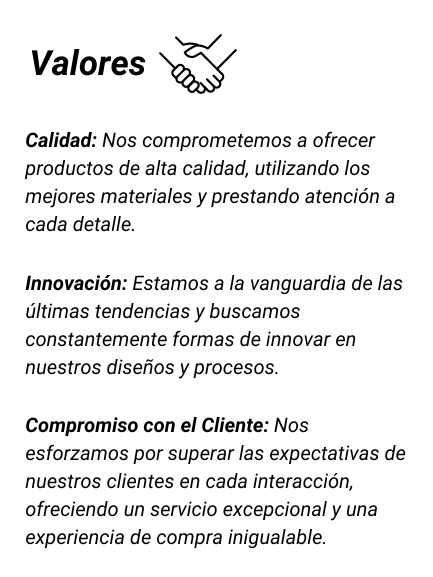 Valores
Calidad: Nos comprometemos a ofrecer
productos de alta calidad, utilizando los
mejores materiales y prestando atención a
cada detalle.
Innovación: Estamos a la vanguardia de las
últimas tendencias y buscamos
constantemente formas de innovar en
nuestros diseños y procesos.
Compromiso con el Cliente: Nos
esforzamos por superar las expectativas de
nuestros clientes en cada interacción,
ofreciendo un servicio excepcional y una
experiencia de compra inigualable.